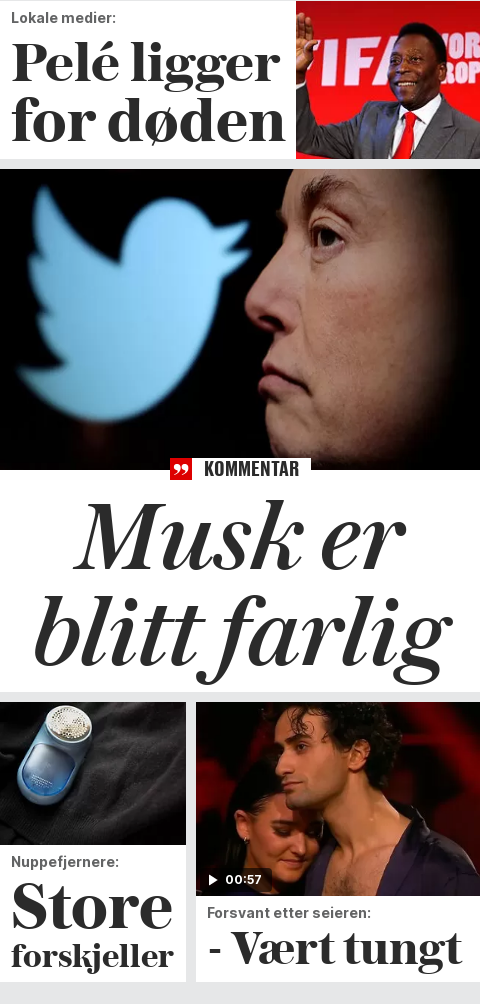 Lokale medier:
Pelé ligger
for døden
FIFA
KOMMENTAR
Musk er
blitt farlig
Nuppefjernere:
Store
forskjeller
00:57
Forsvant etter seieren:
- Vært tungt